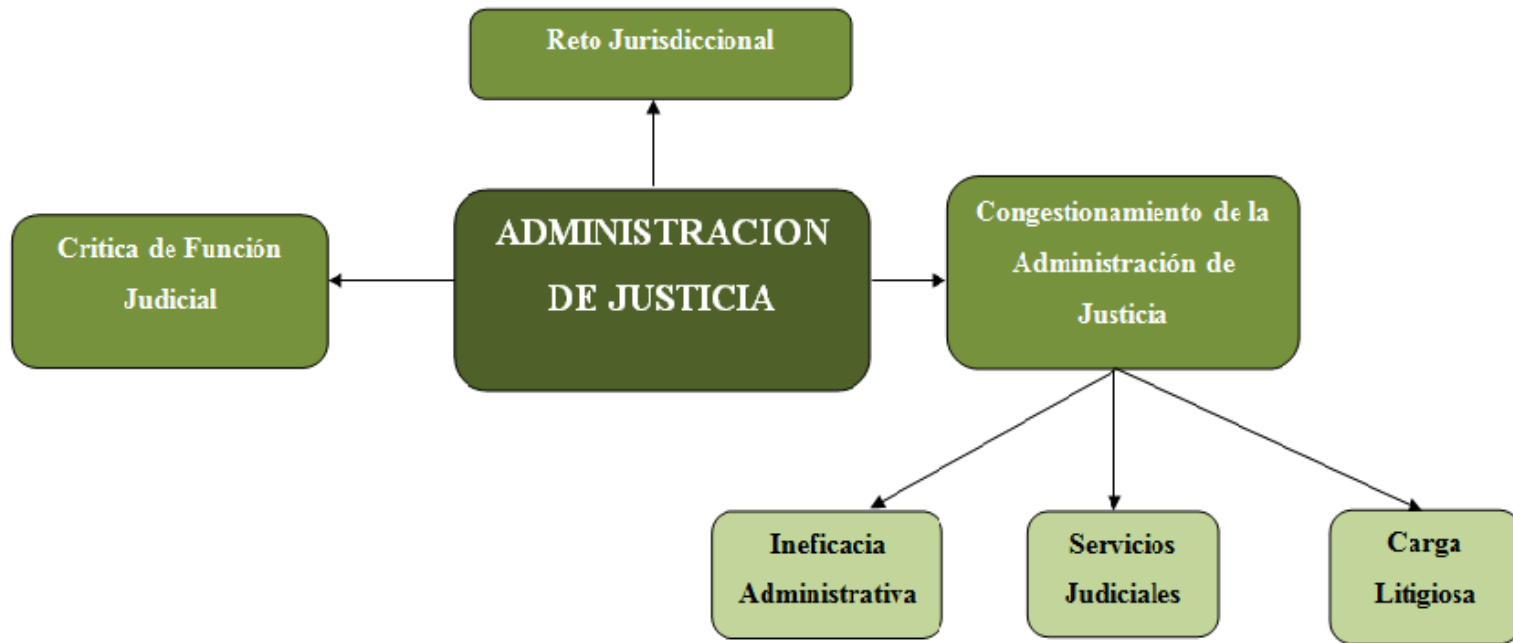 Reto Jurisdiccional
ADMINISTRACION
DE JUSTICIA
Critica de Función
Judicial
Congestionamiento de la
Administración de
Justicia
Ineficacia
Administrativa
Servicios
Judiciales
Carga
Litigiosa